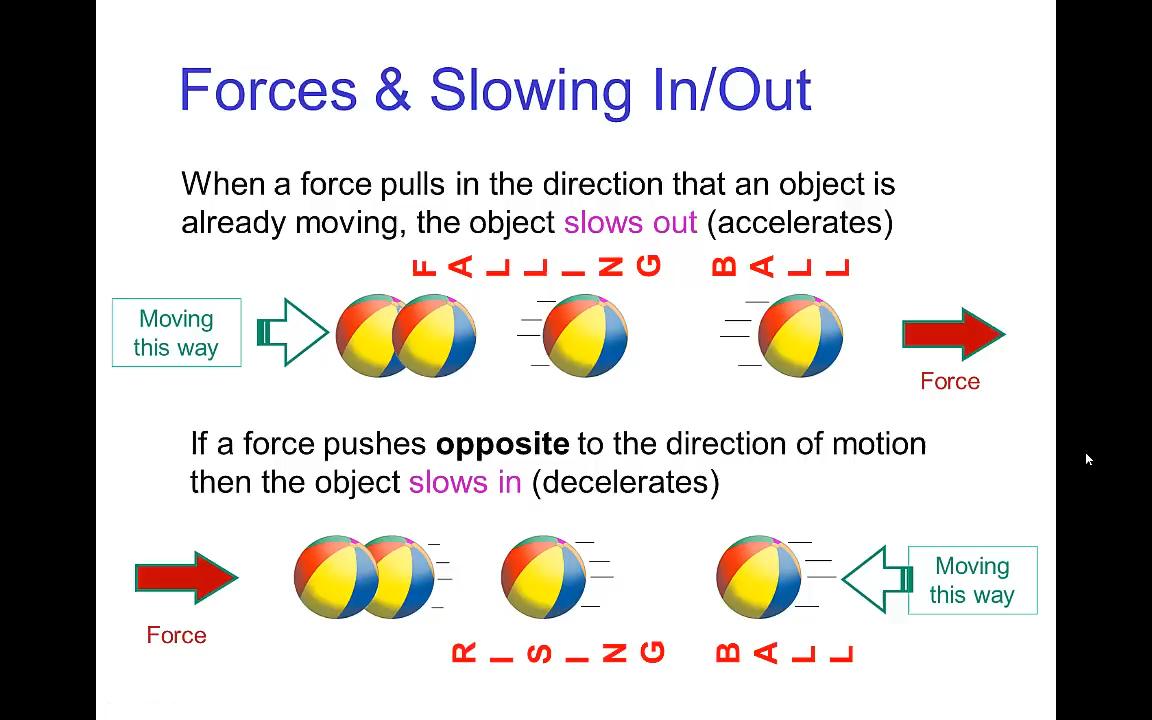 Forces & Slowing In/Out
When a force pulls in the direction that an object is
already moving, the object slows out (accelerates)
FALLING BALL
Moving
this way
Force
If a force pushes opposite to the direction of motion
then the object slows in (decelerates)
Moving
this way
Force
RISING BALL